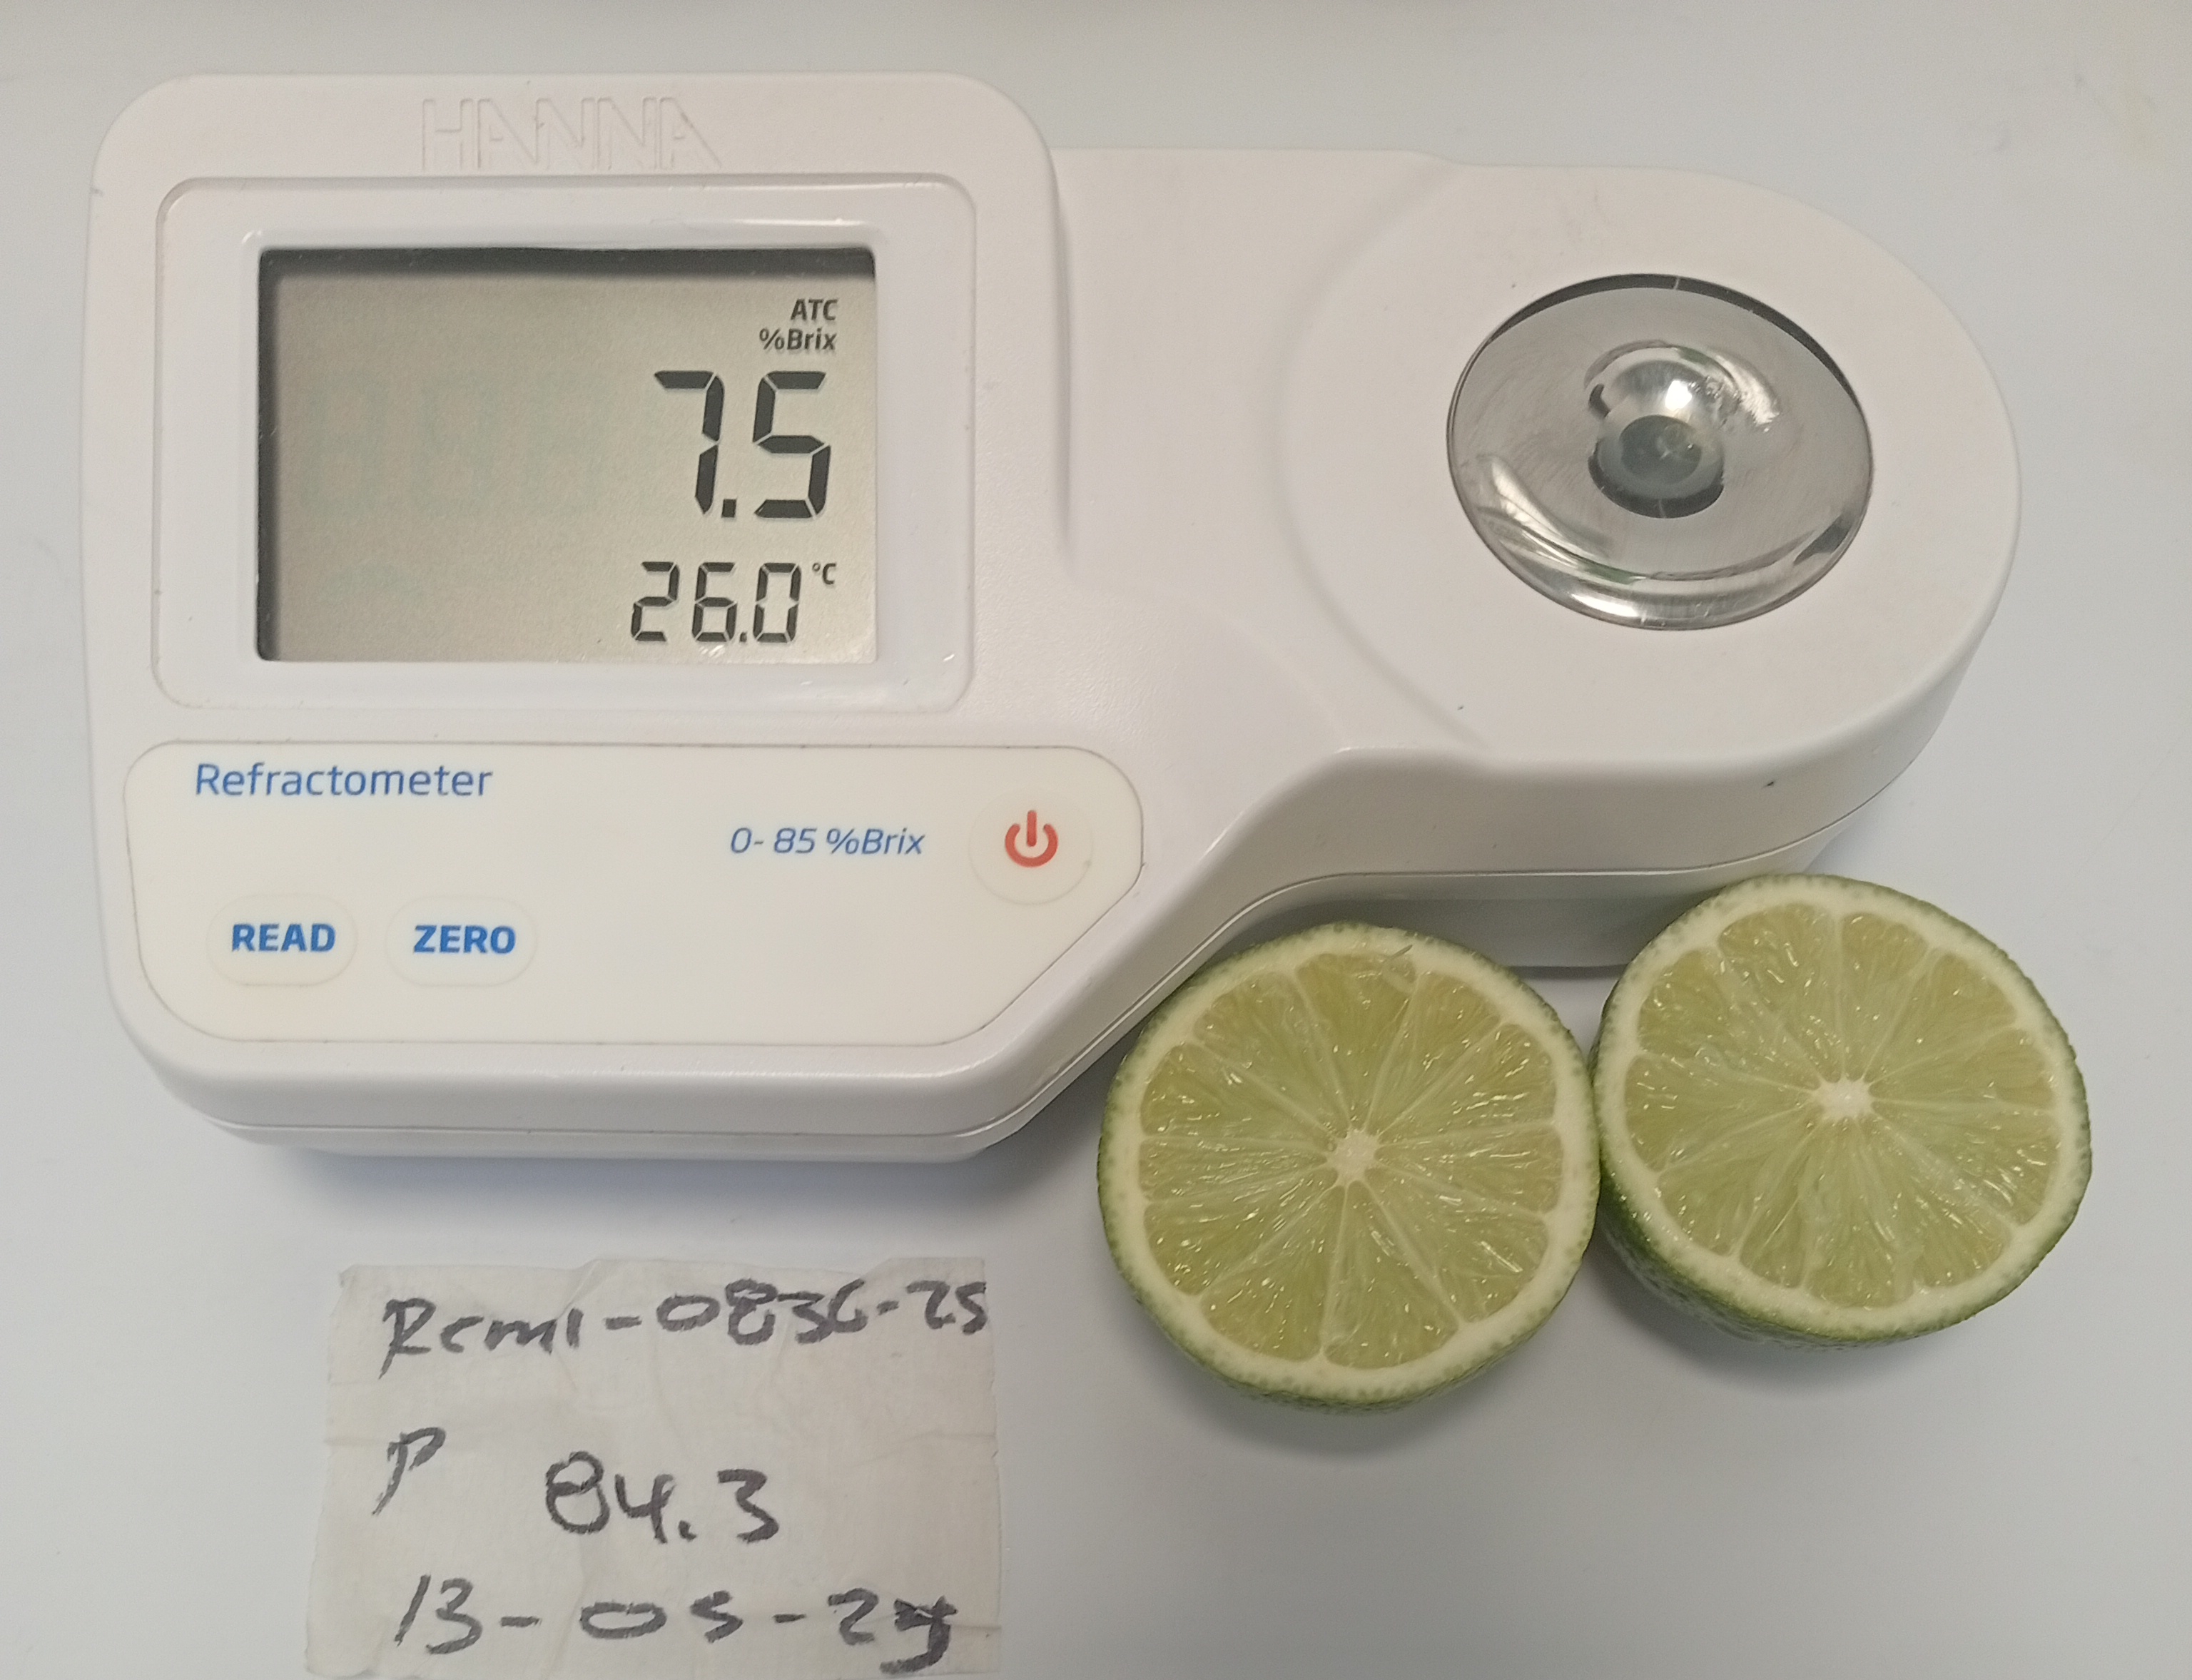 HANNA
ATC
%Brix
7.5
26.0 °C
Refractometer
0-85 %Brix
READ ZERO
Rcml-0836-25
P 84.3
13-05-25